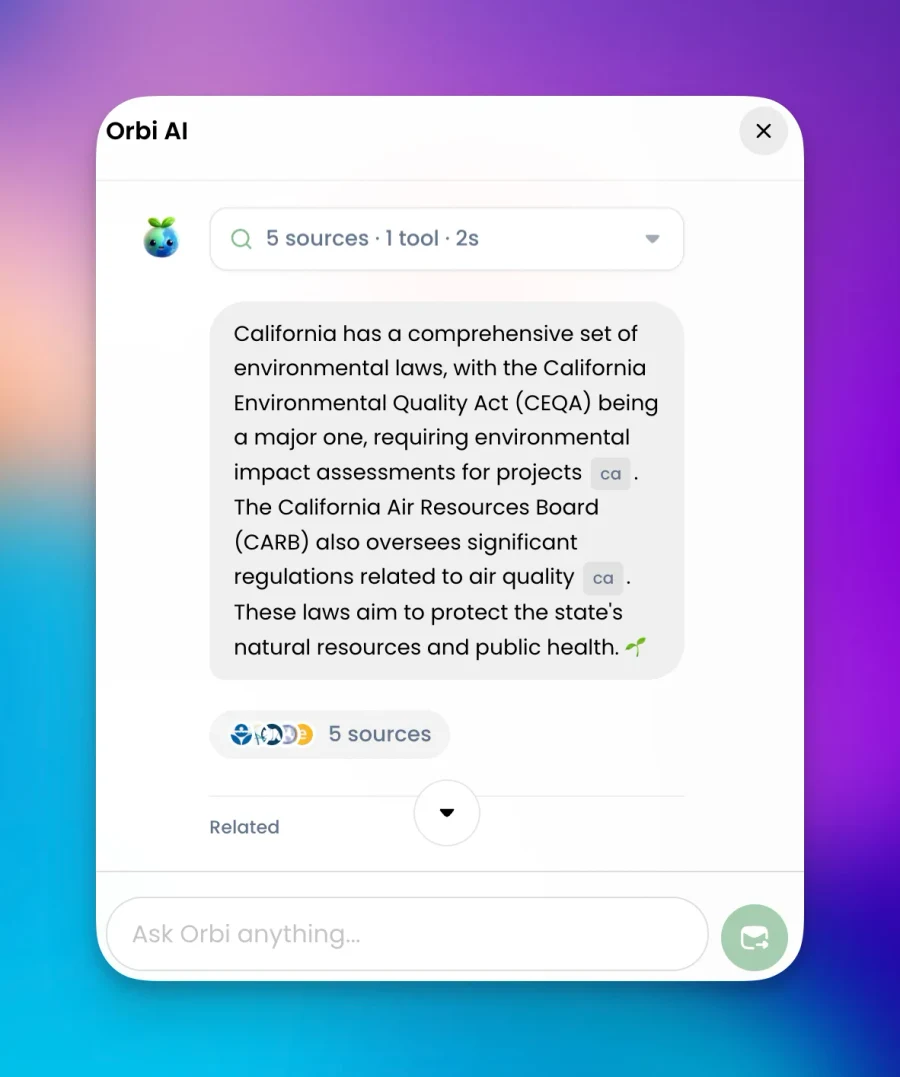 Orbi AI
5 sources · 1 tool · 2s
California has a comprehensive set of
environmental laws, with the California
Environmental Quality Act (CEQA) being
a major one, requiring environmental
impact assessments for projects ca .
The California Air Resources Board
(CARB) also oversees significant
regulations related to air quality ca .
These laws aim to protect the state's
natural resources and public health. 🌱
5 sources
Related
Ask Orbi anything...